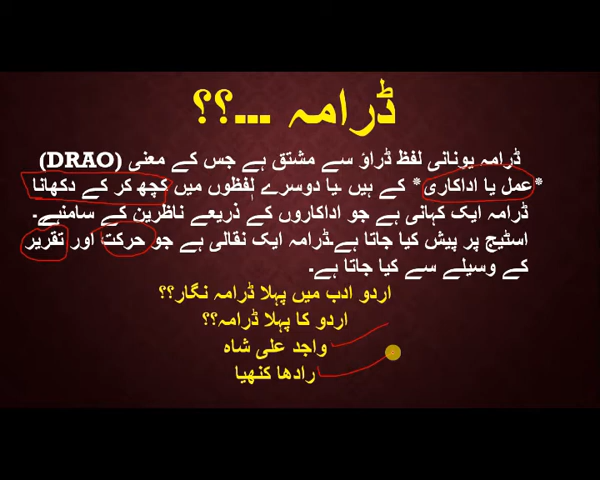 ڈرامہ ...؟؟
ڈرامہ یونانی لفظ ڈراؤ سے مشتق ہے جس کے معنی (DRAO)
*عمل یا اداکاری* کے ہیں ۔یا دوسرے لفظوں میں کچھ کر کے دکھانا
ڈرامہ ایک کہانی ہے جو اداکاروں کے ذریعے ناظرین کے سامنے۔
اسٹیج پر پیش کیا جاتا ہے۔ڈرامہ ایک نقالی ہے جو حرکت اور تقریر
کے وسیلے سے کیا جاتا ہے۔
اردو ادب میں پہلا ڈرامہ نگار؟؟
اردو کا پہلا ڈرامہ؟؟
واجد علی شاہ
رادھا کنھیا